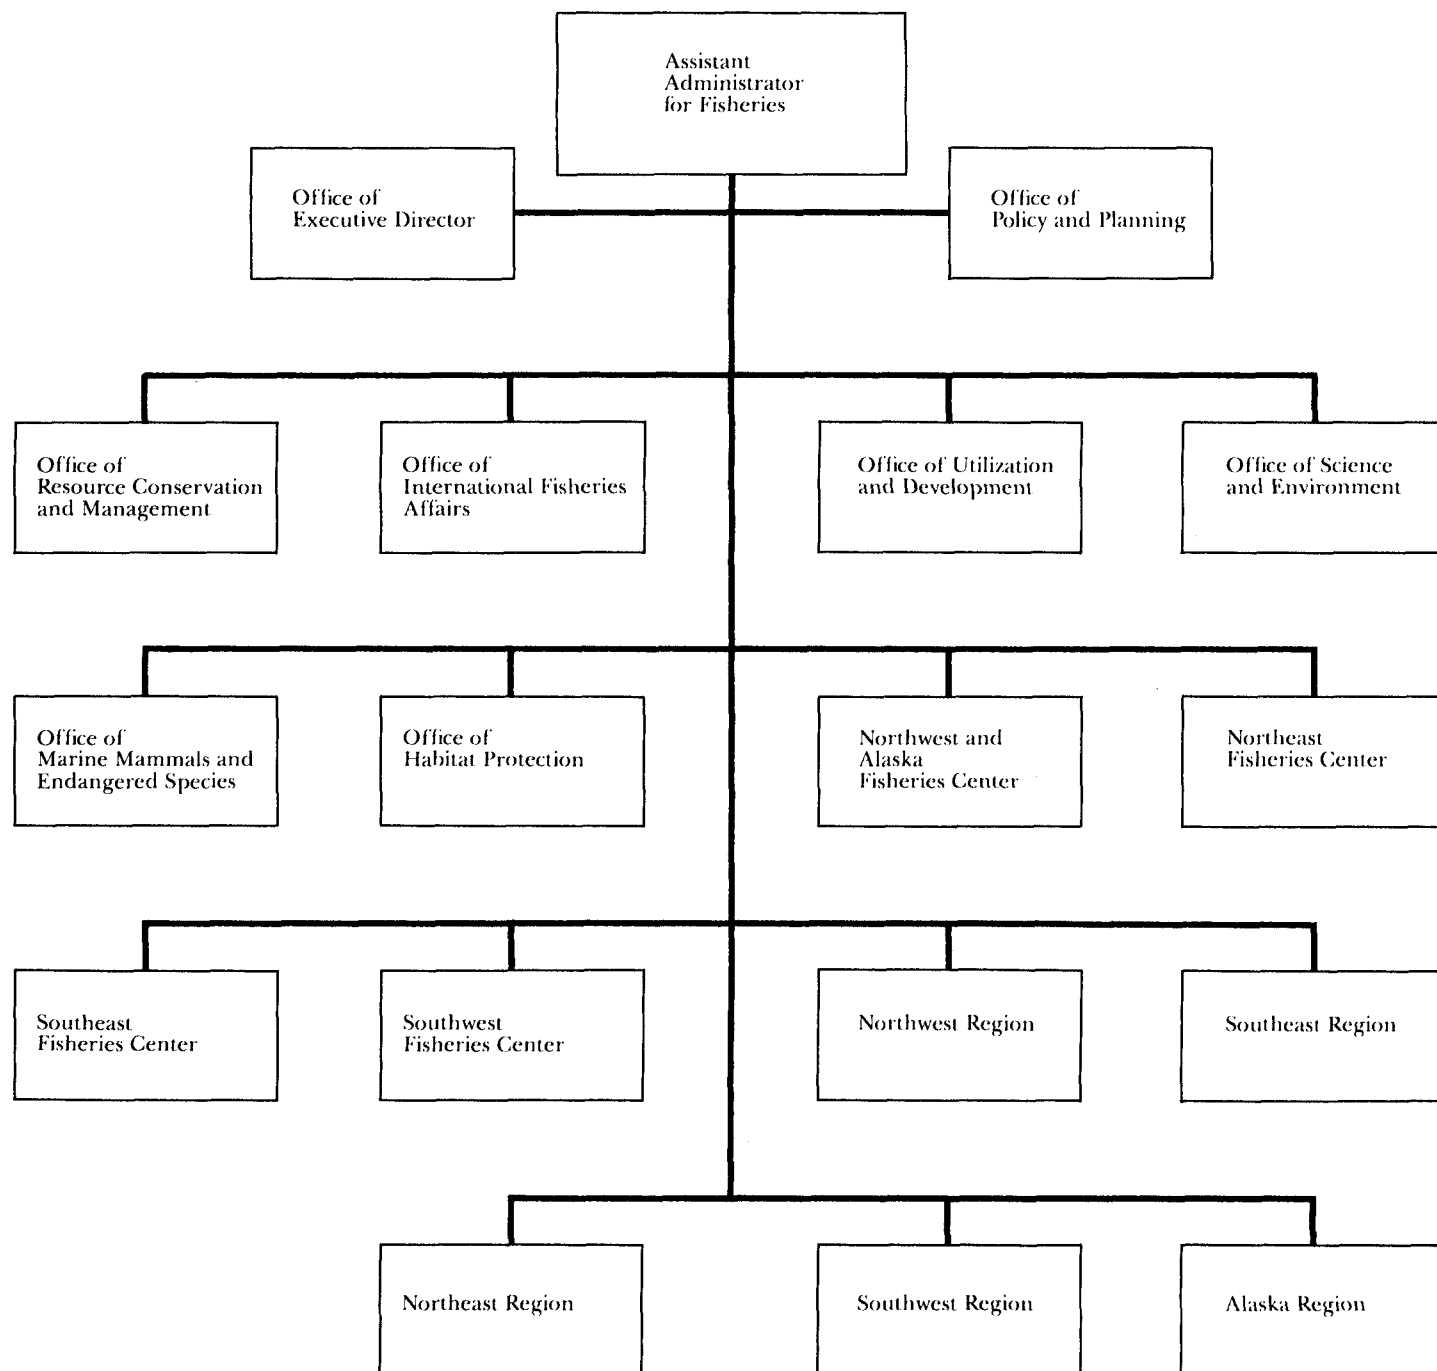 Assistant
Administrator
for Fisheries
Office of
Executive Director
Office of
Policy and Planning
Office of
Resource Conservation
and Management
Office of
International Fisheries
Affairs
Office of Utilization
and Development
Office of Science
and Environment
Office of
Marine Mammals and
Endangered Species
Office of
Habitat Protection
Northwest and
Alaska
Fisheries Center
Northeast
Fisheries Center
Southeast
Fisheries Center
Southwest
Fisheries Center
Northwest Region
Southeast Region
Northeast Region
Southwest Region
Alaska Region